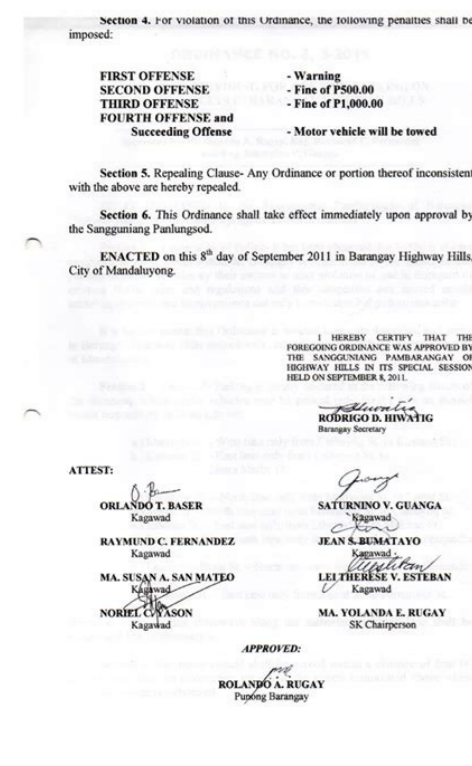 Section 4. For violation of this Ordinance, the following penalties shall be
imposed:
FIRST OFFENSE - Warning
SECOND OFFENSE - Fine of P500.00
THIRD OFFENSE - Fine of P1,000.00
FOURTH OFFENSE and
Succeeding Offense - Motor vehicle will be towed
Section 5. Repealing Clause- Any Ordinance or portion thereof inconsistent
with the above are hereby repealed.
Section 6. This Ordinance shall take effect immediately upon approval by
the Sangguniang Panlungsod.
ENACTED on this 8th day of September 2011 in Barangay Highway Hills,
City of Mandaluyong.
I HEREBY CERTIFY THAT THE
FOREGOING ORDINANCE WAS APPROVED BY
THE SANGGUNIANG PAMBARANGAY OF
HIGHWAY HILLS IN ITS SPECIAL SESSION
HELD ON SEPTEMBER 8, 2011.
RODRIGO D. HIWATIG
Barangay Secretary
ATTEST:
ORLANDO T. BASER
Kagawad
SATURNINO V. GUANGA
Kagawad
RAYMUND C. FERNANDEZ
Kagawad
JEAN S. BUMATAYO
Kagawad
MA. SUSAN A. SAN MATEO
Kagawad
LEI THERESE V. ESTEBAN
Kagawad
NORIEL C. YASON
Kagawad
MA. YOLANDA E. RUGAY
SK Chairperson
APPROVED:
ROLANDO A. RUGAY
Punong Barangay